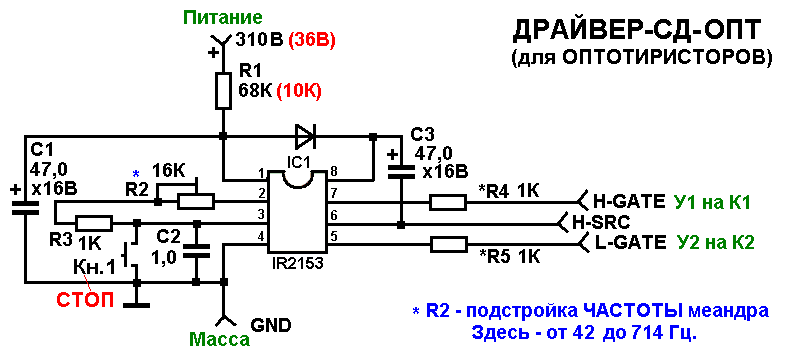 Питание
ДРАЙВЕР-СД-ОПТ
(для ОПТОТИРИСТОРОВ)
310В (36В)
+
R1
68К (10К)
C1
47,0
х16В
+
*
16К
R2
IC1
C3
47,0
х16В
+
1
2
3
4
8
7
6
5
*R4 1К
H-GATE У1 на К1
H-SRC
L-GATE У2 на К2
*R5 1К
R3 1К
C2
1,0
Кн.1
СТОП
IR2153
GND
Масса
* R2 - подстройка ЧАСТОТЫ меандра
Здесь - от 42 до 714 Гц.